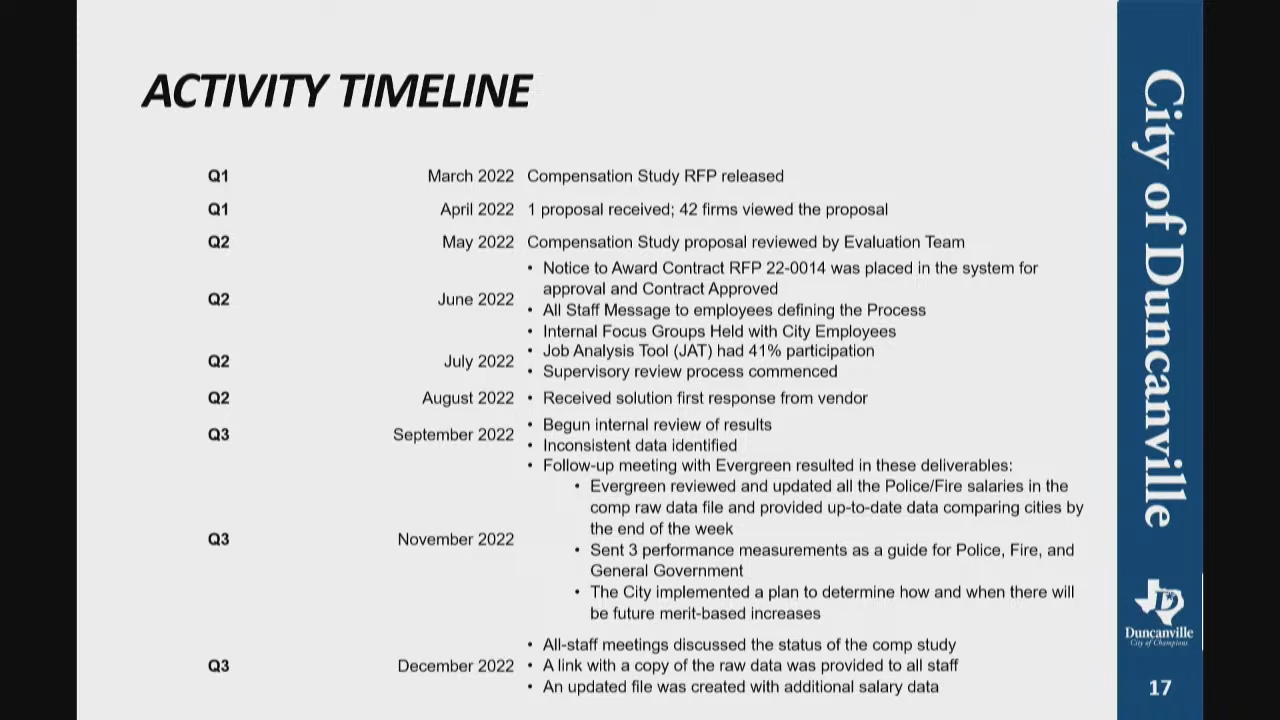 ACTIVITY TIMELINE
Q1 March 2022 Compensation Study RFP released
Q1 April 2022 1 proposal received; 42 firms viewed the proposal
Q2 May 2022 Compensation Study proposal reviewed by Evaluation Team
Q2 June 2022 • Notice to Award Contract RFP 22-0014 was placed in the system for
approval and Contract Approved
• All Staff Message to employees defining the Process
• Internal Focus Groups Held with City Employees
Q2 July 2022 • Job Analysis Tool (JAT) had 41% participation
• Supervisory review process commenced
Q2 August 2022 • Received solution first response from vendor
Q3 September 2022 • Begun internal review of results
• Inconsistent data identified
Q3 November 2022 • Follow-up meeting with Evergreen resulted in these deliverables:
• Evergreen reviewed and updated all the Police/Fire salaries in the
comp raw data file and provided up-to-date data comparing cities by
the end of the week
• Sent 3 performance measurements as a guide for Police, Fire, and
General Government
• The City implemented a plan to determine how and when there will
be future merit-based increases
Q3 December 2022 • All-staff meetings discussed the status of the comp study
• A link with a copy of the raw data was provided to all staff
• An updated file was created with additional salary data
City of Duncanville
D
Duncanville
City of Champions
17